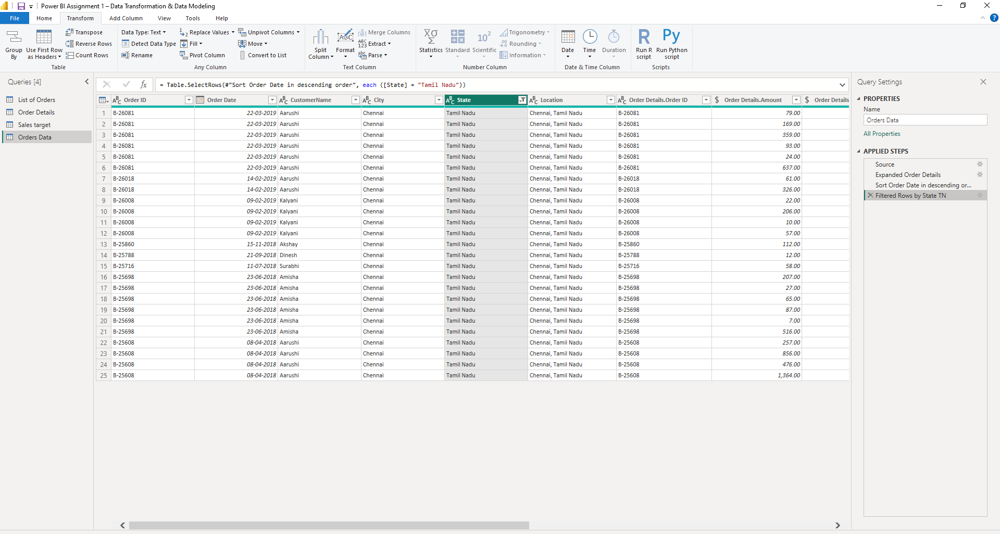 Power BI Assignment 1 – Data Transformation & Data Modeling
File Home Transform Add Column View Tools Help
Group By
Use First Row as Headers
Transpose
Reverse Rows
Count Rows
Table
Data Type: Text
Detect Data Type
Rename
Replace Values
Fill
Pivot Column
Unpivot Columns
Move
Convert to List
Any Column
Split Column
Format
Merge Columns
Extract
Parse
Text Column
Statistics
Standard
Scientific
Trigonometry
Rounding
Information
Number Column
Date
Time
Duration
Date & Time Column
Run R script
Run Python script
Scripts
Queries [4]
List of Orders
Order Details
Sales target
Orders Data
= Table.SelectRows(#"Sort Order Date in descending order", each ([State] = "Tamil Nadu"))
Order ID Order Date CustomerName City State Location Order Details.Order ID Order Details.Amount Order Details
1 B-26081 22-03-2019 Aarushi Chennai Tamil Nadu Chennai, Tamil Nadu B-26081 79.00
2 B-26081 22-03-2019 Aarushi Chennai Tamil Nadu Chennai, Tamil Nadu B-26081 169.00
3 B-26081 22-03-2019 Aarushi Chennai Tamil Nadu Chennai, Tamil Nadu B-26081 359.00
4 B-26081 22-03-2019 Aarushi Chennai Tamil Nadu Chennai, Tamil Nadu B-26081 93.00
5 B-26081 22-03-2019 Aarushi Chennai Tamil Nadu Chennai, Tamil Nadu B-26081 24.00
6 B-26081 22-03-2019 Aarushi Chennai Tamil Nadu Chennai, Tamil Nadu B-26081 637.00
7 B-26018 14-02-2019 Aarushi Chennai Tamil Nadu Chennai, Tamil Nadu B-26018 61.00
8 B-26018 14-02-2019 Aarushi Chennai Tamil Nadu Chennai, Tamil Nadu B-26018 326.00
9 B-26008 09-02-2019 Kalyani Chennai Tamil Nadu Chennai, Tamil Nadu B-26008 22.00
10 B-26008 09-02-2019 Kalyani Chennai Tamil Nadu Chennai, Tamil Nadu B-26008 206.00
11 B-26008 09-02-2019 Kalyani Chennai Tamil Nadu Chennai, Tamil Nadu B-26008 10.00
12 B-26008 09-02-2019 Kalyani Chennai Tamil Nadu Chennai, Tamil Nadu B-26008 57.00
13 B-25860 15-11-2018 Akshay Chennai Tamil Nadu Chennai, Tamil Nadu B-25860 112.00
14 B-25788 21-09-2018 Dinesh Chennai Tamil Nadu Chennai, Tamil Nadu B-25788 12.00
15 B-25716 11-07-2018 Surabhi Chennai Tamil Nadu Chennai, Tamil Nadu B-25716 58.00
16 B-25698 23-06-2018 Amisha Chennai Tamil Nadu Chennai, Tamil Nadu B-25698 207.00
17 B-25698 23-06-2018 Amisha Chennai Tamil Nadu Chennai, Tamil Nadu B-25698 27.00
18 B-25698 23-06-2018 Amisha Chennai Tamil Nadu Chennai, Tamil Nadu B-25698 65.00
19 B-25698 23-06-2018 Amisha Chennai Tamil Nadu Chennai, Tamil Nadu B-25698 87.00
20 B-25698 23-06-2018 Amisha Chennai Tamil Nadu Chennai, Tamil Nadu B-25698 7.00
21 B-25698 23-06-2018 Amisha Chennai Tamil Nadu Chennai, Tamil Nadu B-25698 516.00
22 B-25608 08-04-2018 Aarushi Chennai Tamil Nadu Chennai, Tamil Nadu B-25608 257.00
23 B-25608 08-04-2018 Aarushi Chennai Tamil Nadu Chennai, Tamil Nadu B-25608 856.00
24 B-25608 08-04-2018 Aarushi Chennai Tamil Nadu Chennai, Tamil Nadu B-25608 476.00
25 B-25608 08-04-2018 Aarushi Chennai Tamil Nadu Chennai, Tamil Nadu B-25608 1,364.00
Query Settings
PROPERTIES
Name
Orders Data
All Properties
APPLIED STEPS
Source
Expanded Order Details
Sort Order Date in descending or...
Filtered Rows by State TN